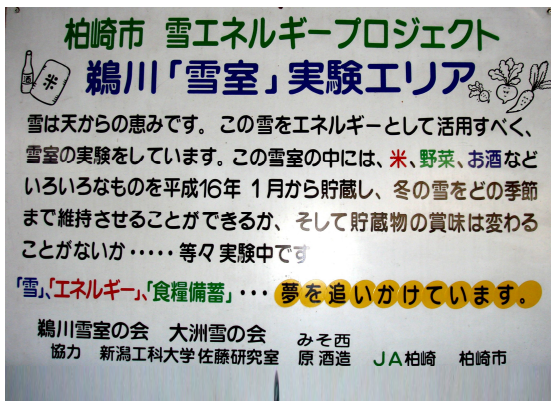 柏崎市 雪エネルギープロジェクト
鵜川「雪室」実験エリア
米
雪は天からの恵みです。この雪をエネルギーとして活用すべく、
雪室の実験をしています。この雪室の中には、米、野菜、お酒など
いろいろなものを平成16年 1月から貯蔵し、冬の雪をどの季節
まで維持させることができるか、そして貯蔵物の賞味は変わる
ことがないか・・・・・等々実験中です
「雪」、「エネルギー」、「食糧備蓄」・・・夢を追いかけています。
鵜川雪室の会 大洲雪の会 みそ西
協力 新潟工科大学佐藤研究室 原酒造 JA柏崎 柏崎市